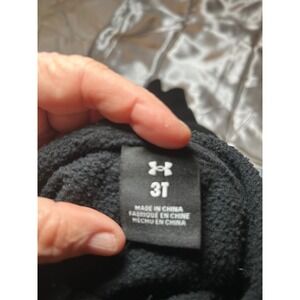 3T
MADE IN CHINA
FABRIQUÉ EN CHINE
HECHO EN CHINA